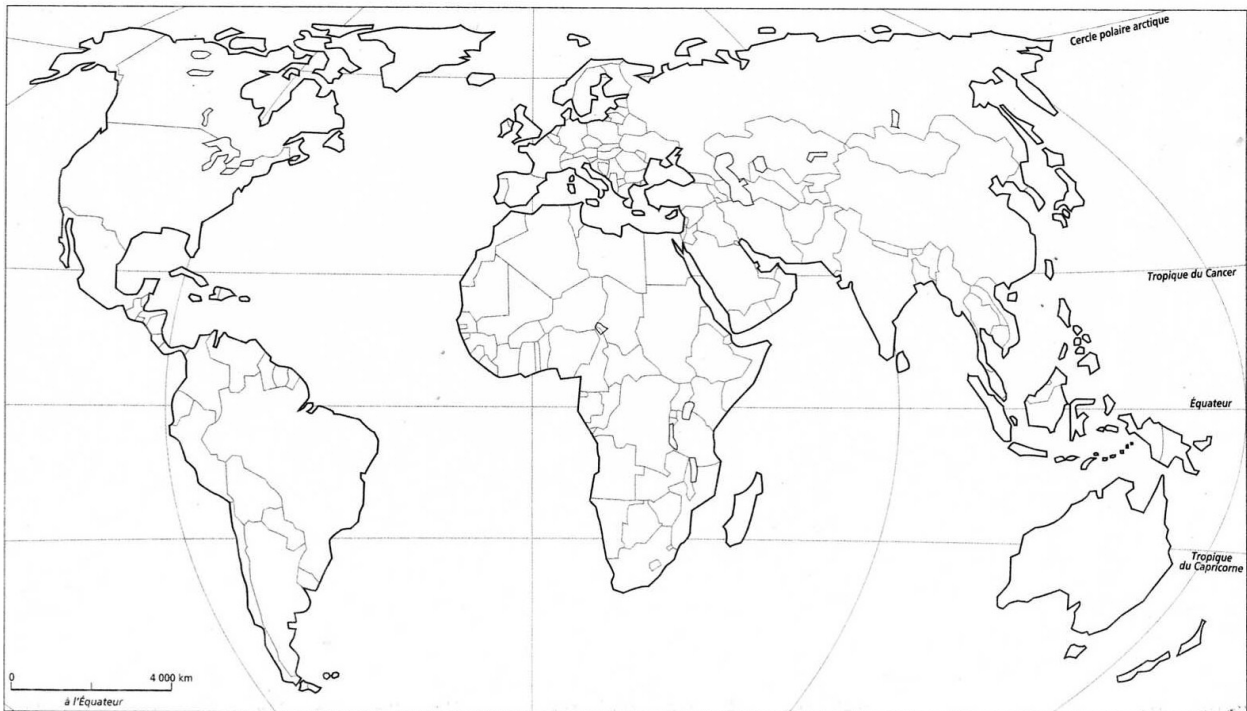 Cercle polaire arctique
Tropique du Cancer
Équateur
Tropique
du Capricorne
0 4 000 km
à l'Équateur